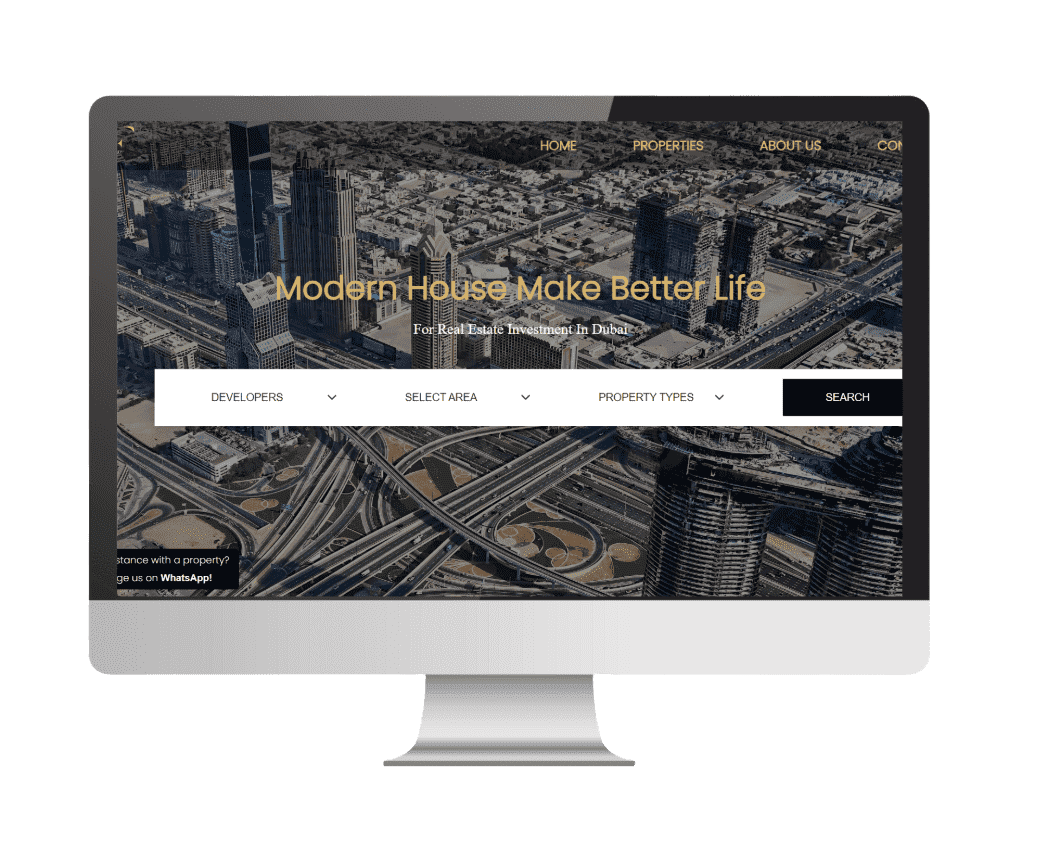 HOME PROPERTIES ABOUT US CON
Modern House Make Better Life
For Real Estate Investment In Dubai
DEVELOPERS SELECT AREA PROPERTY TYPES SEARCH
stance with a property?
ge us on WhatsApp!